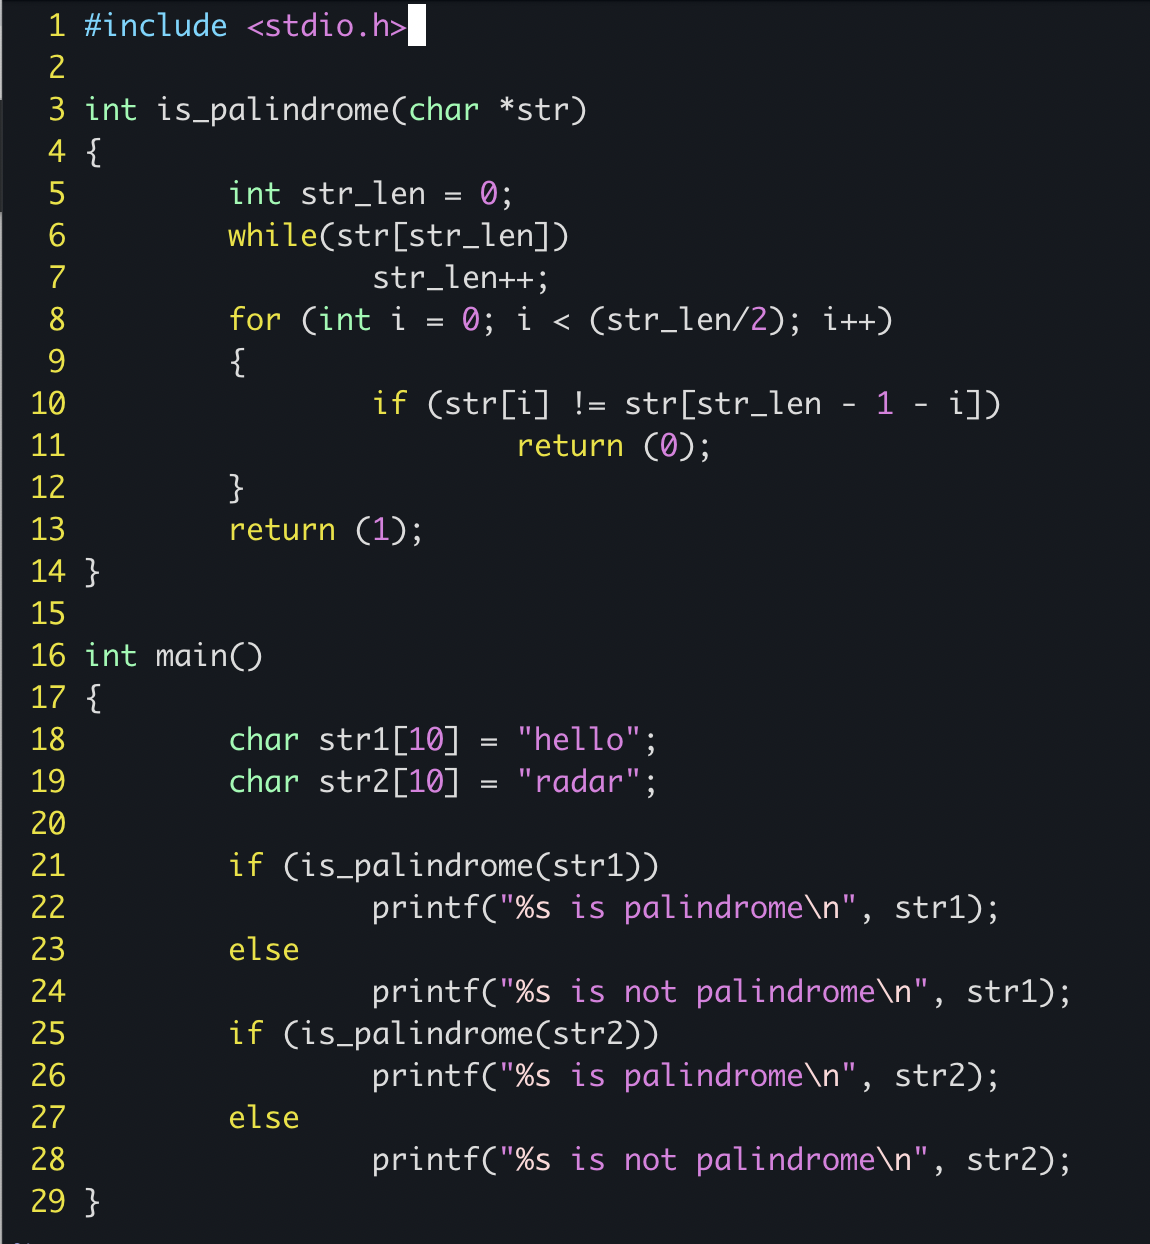 1 #include <stdio.h>
2
3 int is_palindrome(char *str)
4 {
5         int str_len = 0;
6         while(str[str_len])
7                 str_len++;
8         for (int i = 0; i < (str_len/2); i++)
9         {
10                 if (str[i] != str[str_len - 1 - i])
11                         return (0);
12         }
13         return (1);
14 }
15
16 int main()
17 {
18         char str1[10] = "hello";
19         char str2[10] = "radar";
20
21         if (is_palindrome(str1))
22                 printf("%s is palindrome\n", str1);
23         else
24                 printf("%s is not palindrome\n", str1);
25         if (is_palindrome(str2))
26                 printf("%s is palindrome\n", str2);
27         else
28                 printf("%s is not palindrome\n", str2);
29 }